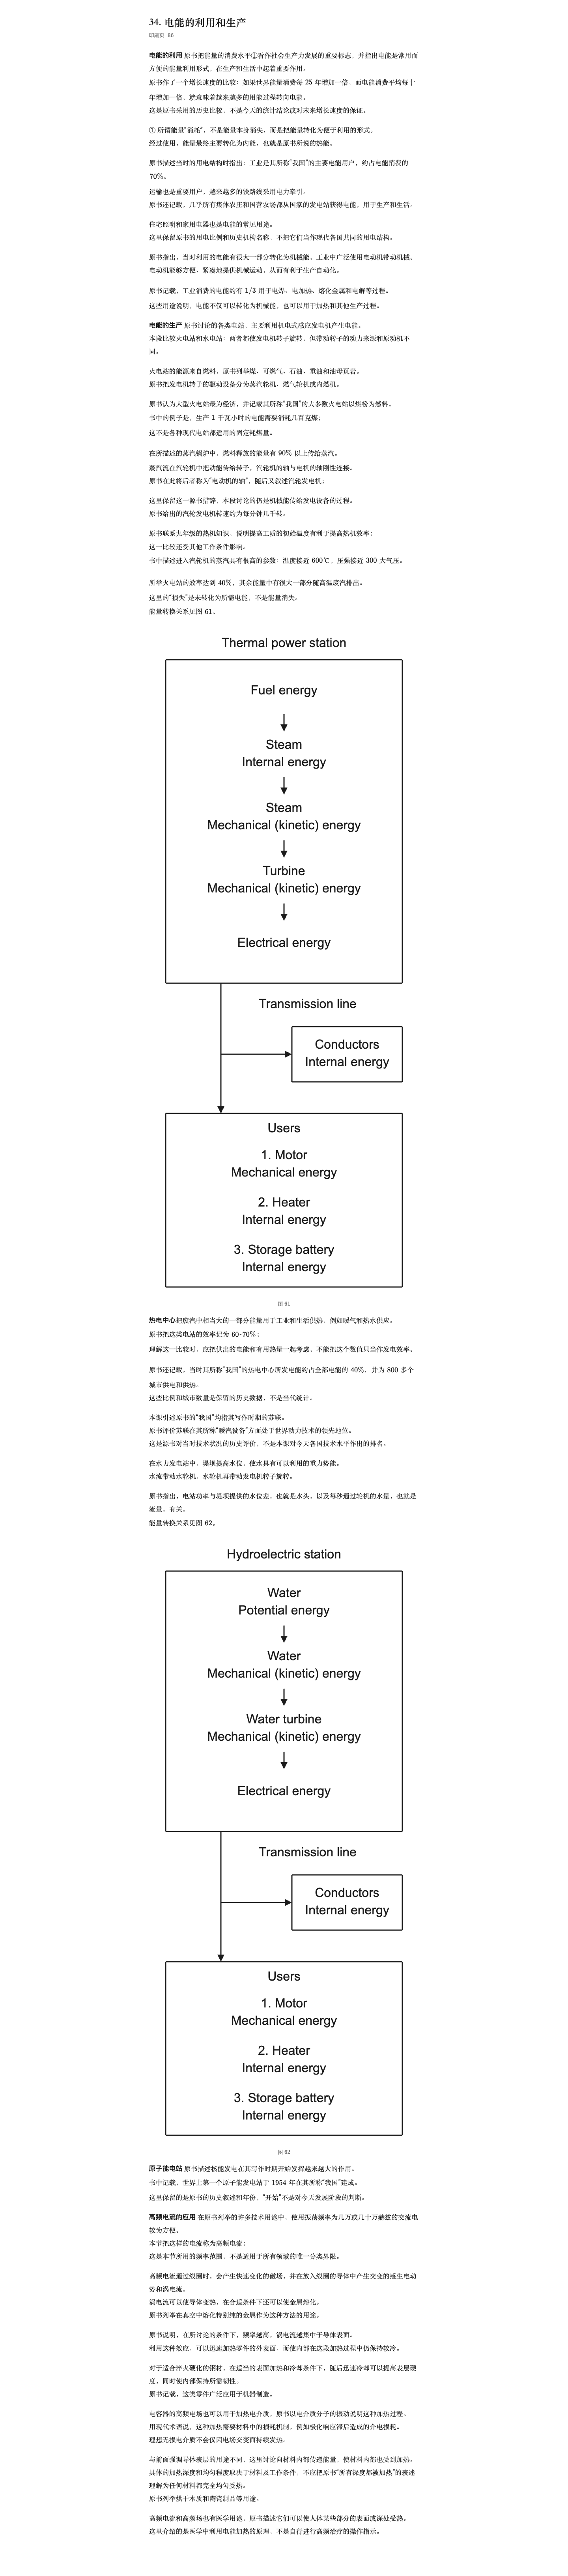 34. 电能的利用和生产
印刷页 86
电能的利用 原书把能量的消费水平①看作社会生产力发展的重要标志，并指出电能是常用而
方便的能量利用形式，在生产和生活中起着重要作用。
原书作了一个增长速度的比较：如果世界能量消费每 25 年增加一倍，而电能消费平均每十
年增加一倍，就意味着越来越多的用能过程转向电能。
这是原书采用的历史比较，不是今天的统计结论或对未来增长速度的保证。
① 所谓能量“消耗”，不是能量本身消失，而是把能量转化为便于利用的形式。
经过使用，能量最终主要转化为内能，也就是原书所说的热能。
原书描述当时的用电结构时指出：工业是其所称“我国”的主要电能用户，约占电能消费的
70%。
运输也是重要用户，越来越多的铁路线采用电力牵引。
原书还记载，几乎所有集体农庄和国营农场都从国家的发电站获得电能，用于生产和生活。
住宅照明和家用电器也是电能的常见用途。
这里保留原书的用电比例和历史机构名称，不把它们当作现代各国共同的用电结构。
原书指出，当时利用的电能有很大一部分转化为机械能，工业中广泛使用电动机带动机械。
电动机能够方便、紧凑地提供机械运动，从而有利于生产自动化。
原书记载，工业消费的电能约有 1/3 用于电焊、电加热、熔化金属和电解等过程。
这些用途说明，电能不仅可以转化为机械能，也可以用于加热和其他生产过程。
电能的生产 原书讨论的各类电站，主要利用机电式感应发电机产生电能。
本段比较火电站和水电站：两者都使发电机转子旋转，但带动转子的动力来源和原动机不
同。
火电站的能源来自燃料，原书列举煤、可燃气、石油、重油和油母页岩。
原书把发电机转子的驱动设备分为蒸汽轮机、燃气轮机或内燃机。
原书认为大型火电站最为经济，并记载其所称“我国”的大多数火电站以煤粉为燃料。
书中的例子是，生产 1 千瓦小时的电能需要消耗几百克煤；
这不是各种现代电站都适用的固定耗煤量。
在所描述的蒸汽锅炉中，燃料释放的能量有 90% 以上传给蒸汽。
蒸汽流在汽轮机中把动能传给转子，汽轮机的轴与电机的轴刚性连接。
原书在此将后者称为“电动机的轴”，随后又叙述汽轮发电机；
这里保留这一源书措辞，本段讨论的仍是机械能传给发电设备的过程。
原书给出的汽轮发电机转速约为每分钟几千转。
原书联系九年级的热机知识，说明提高工质的初始温度有利于提高热机效率；
这一比较还受其他工作条件影响。
书中描述进入汽轮机的蒸汽具有很高的参数：温度接近 600℃，压强接近 300 大气压。
所举火电站的效率达到 40%，其余能量中有很大一部分随高温废汽排出。
这里的“损失”是未转化为所需电能，不是能量消失。
能量转换关系见图 61。
Thermal power station
Fuel energy
Steam
Internal energy
Steam
Mechanical (kinetic) energy
Turbine
Mechanical (kinetic) energy
Electrical energy
Transmission line
Conductors
Internal energy
Users
1. Motor
Mechanical energy
2. Heater
Internal energy
3. Storage battery
Internal energy
图 61
热电中心把废汽中相当大的一部分能量用于工业和生活供热，例如暖气和热水供应。
原书把这类电站的效率记为 60-70%；
理解这一比较时，应把供出的电能和有用热量一起考虑，不能把这个数值只当作发电效率。
原书还记载，当时其所称“我国”的热电中心所发电能约占全部电能的 40%，并为 800 多个
城市供电和供热。
这些比例和城市数量是保留的历史数据，不是当代统计。
本课引述原书的“我国”均指其写作时期的苏联。
原书评价苏联在其所称“暖汽设备”方面处于世界动力技术的领先地位。
这是源书对当时技术状况的历史评价，不是本课对今天各国技术水平作出的排名。
在水力发电站中，堤坝提高水位，使水具有可以利用的重力势能。
水流带动水轮机，水轮机再带动发电机转子旋转。
原书指出，电站功率与堤坝提供的水位差，也就是水头，以及每秒通过轮机的水量，也就是
流量，有关。
能量转换关系见图 62。
Hydroelectric station
Water
Potential energy
Water
Mechanical (kinetic) energy
Water turbine
Mechanical (kinetic) energy
Electrical energy
Transmission line
Conductors
Internal energy
Users
1. Motor
Mechanical energy
2. Heater
Internal energy
3. Storage battery
Internal energy
图 62
原子能电站 原书描述核能发电在其写作时期开始发挥越来越大的作用。
书中记载，世界上第一个原子能发电站于 1954 年在其所称“我国”建成。
这里保留的是原书的历史叙述和年份，“开始”不是对今天发展阶段的判断。
高频电流的应用 在原书列举的许多技术用途中，使用振荡频率为几万或几十万赫兹的交流电
较为方便。
本节把这样的电流称为高频电流；
这是本节所用的频率范围，不是适用于所有领域的唯一分类界限。
高频电流通过线圈时，会产生快速变化的磁场，并在放入线圈的导体中产生交变的感生电动
势和涡电流。
涡电流可以使导体变热，在合适条件下还可以使金属熔化。
原书列举在真空中熔化特别纯的金属作为这种方法的用途。
原书说明，在所讨论的条件下，频率越高，涡电流越集中于导体表面。
利用这种效应，可以迅速加热零件的外表面，而使内部在这段加热过程中仍保持较冷。
对于适合淬火硬化的钢材，在适当的表面加热和冷却条件下，随后迅速冷却可以提高表层硬
度，同时使内部保持所需韧性。
原书记载，这类零件广泛应用于机器制造。
电容器的高频电场也可以用于加热电介质，原书以电介质分子的振动说明这种加热过程。
用现代术语说，这种加热需要材料中的损耗机制，例如极化响应滞后造成的介电损耗。
理想无损电介质不会仅因电场交变而持续发热。
与前面强调导体表层的用途不同，这里讨论向材料内部传递能量，使材料内部也受到加热。
具体的加热深度和均匀程度取决于材料及工作条件，不应把原书“所有深度都被加热”的表述
理解为任何材料都完全均匀受热。
原书列举烘干木质和陶瓷制品等用途。
高频电流和高频场也有医学用途，原书描述它们可以使人体某些部分的表面或深处受热。
这里介绍的是医学中利用电能加热的原理，不是自行进行高频治疗的操作指示。